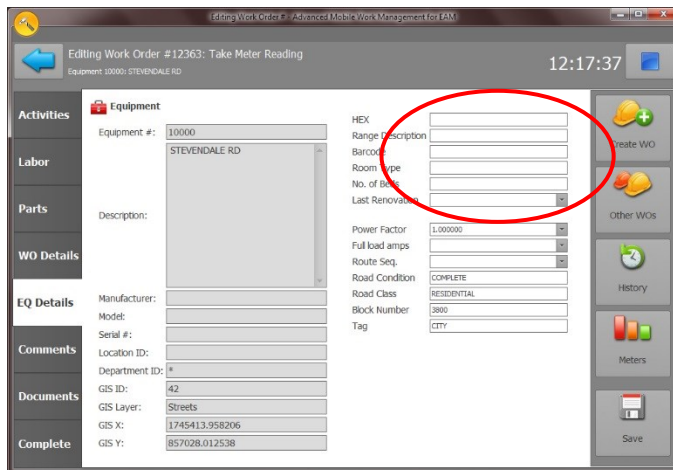 Editing Work Order # - Advanced Mobile Work Management for EAM
Editing Work Order #12363: Take Meter Reading
Equipment 10000: STEVENDALE RD
12:17:37
Activities
Labor
Parts
WO Details
EQ Details
Comments
Documents
Complete
Equipment
Equipment #: 10000
Description: STEVENDALE RD
Manufacturer:
Model:
Serial #:
Location ID:
Department ID: *
GIS ID: 42
GIS Layer: Streets
GIS X: 1745413.958206
GIS Y: 857028.012538
HEX
Range Description
Barcode
Room Type
No. of Beds
Last Renovation
Power Factor 1.000000
Full load amps
Route Seq.
Road Condition COMPLETE
Road Class RESIDENTIAL
Block Number 3800
Tag CITY
Create WO
Other WOs
History
Meters
Save